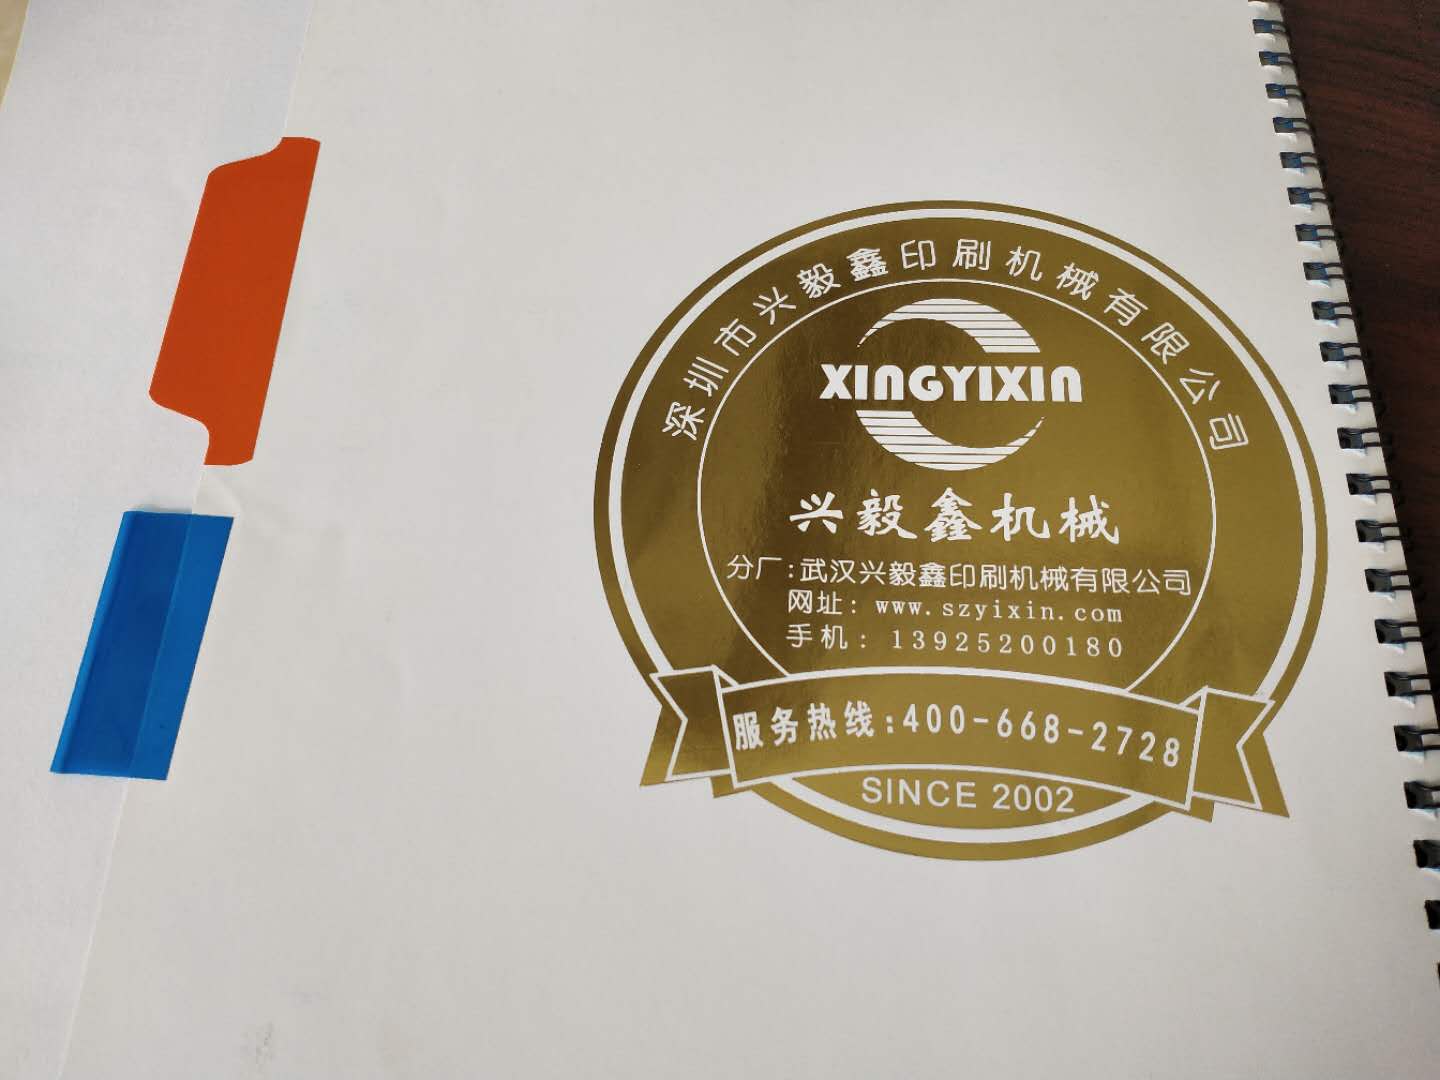 深圳市兴毅鑫印刷机械有限公司
XINGYIXIN
兴毅鑫机械
分厂:武汉兴毅鑫印刷机械有限公司
网址: www.szyixin.com
手机: 13925200180
服务热线:400-668-2728
SINCE 2002